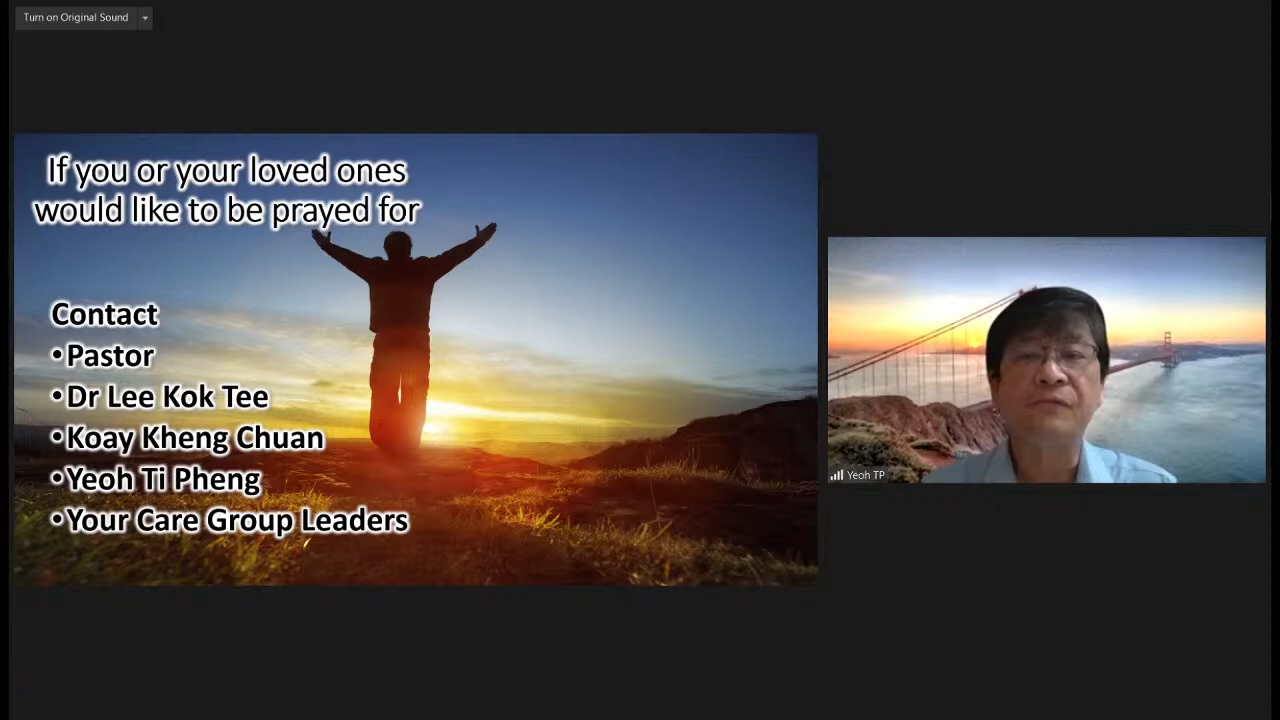 Turn on Original Sound
If you or your loved ones
would like to be prayed for
Contact
•Pastor
•Dr Lee Kok Tee
•Koay Kheng Chuan
•Yeoh Ti Pheng
•Your Care Group Leaders
Yeoh TP